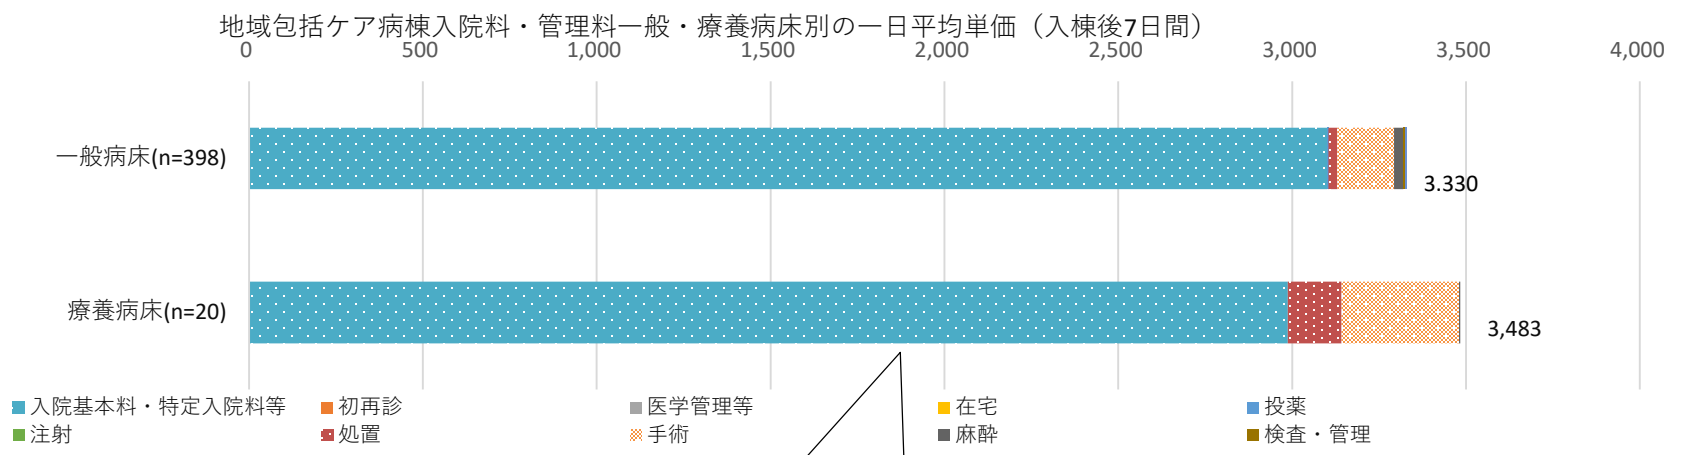 地域包括ケア病棟入院料・管理料一般・療養病床別の一日平均単価（入棟後7日間）
0 500 1,000 1,500 2,000 2,500 3,000 3,500 4,000
一般病床(n=398)
3.330
療養病床(n=20)
3,483
入院基本料・特定入院料等 初再診 医学管理等 在宅 投薬
注射 処置 手術 麻酔 検査・管理